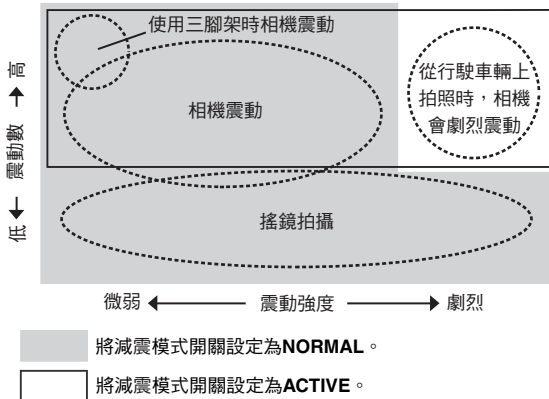 使用三腳架時相機震動
相機震動
從行駛車輛上
拍照時，相機
會劇烈震動
搖鏡拍攝
低 ← 震動數 → 高
微弱 ← 震動強度 → 劇烈
將減震模式開關設定為NORMAL。
將減震模式開關設定為ACTIVE。